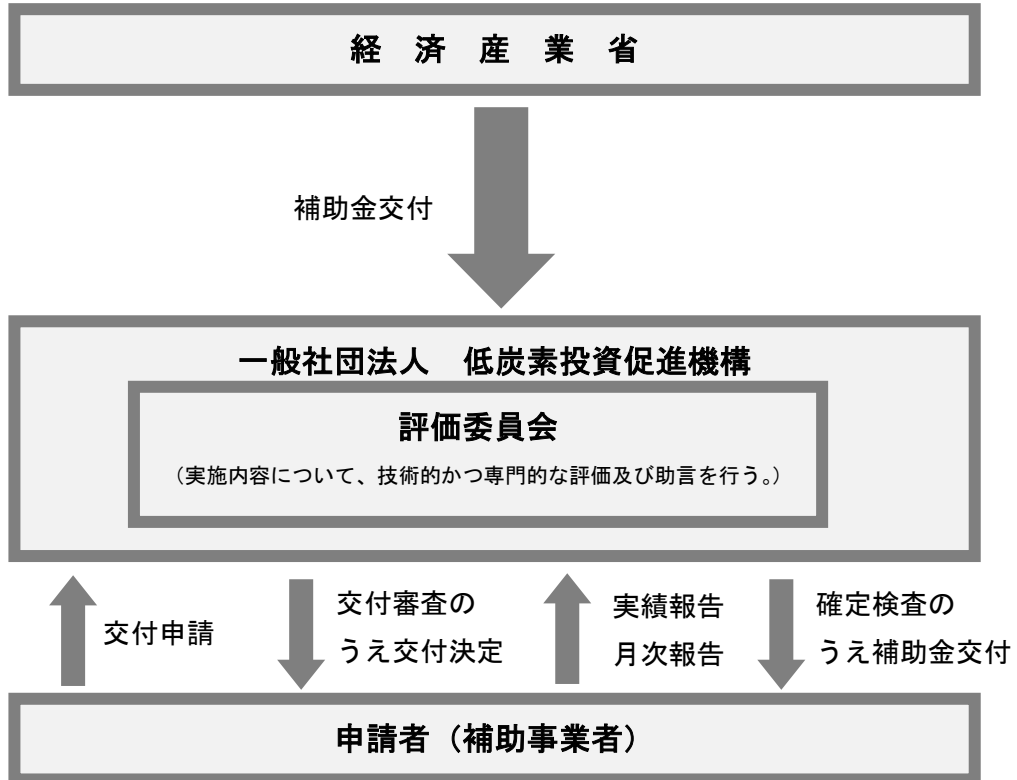 経　済　産　業　省
補助金交付
一般社団法人　低炭素投資促進機構
評価委員会
（実施内容について、技術的かつ専門的な評価及び助言を行う。）
交付申請
交付審査の
うえ交付決定
実績報告
月次報告
確定検査の
うえ補助金交付
申請者（補助事業者）